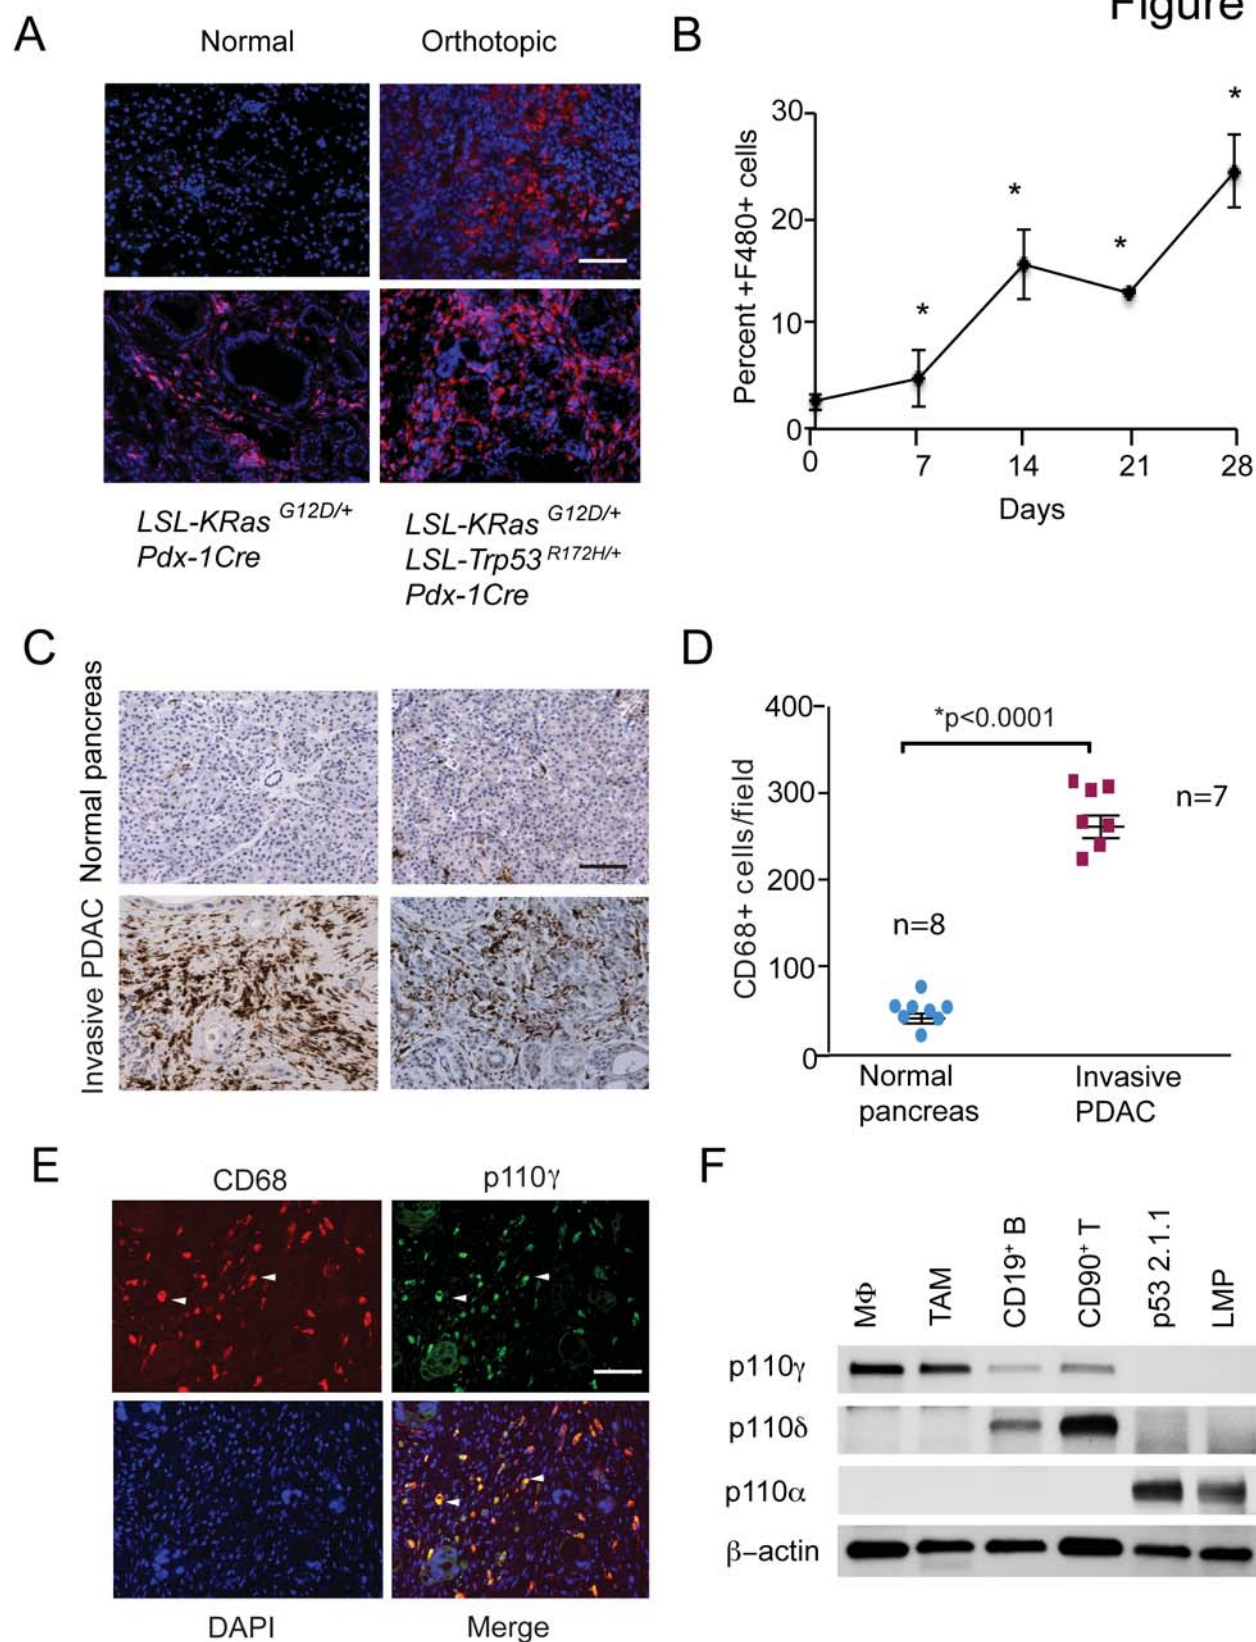 Figure
A
Normal
Orthotopic
LSL-KRas G12D/+
Pdx-1Cre
LSL-KRas G12D/+
LSL-Trp53 R172H/+
Pdx-1Cre
B
Percent +F480+ cells
30
20
10
0
0 7 14 21 28
Days
*
*
*
*
C
Normal pancreas
Invasive PDAC
D
CD68+ cells/field
400
300
200
100
0
*p<0.0001
n=7
n=8
Normal
pancreas
Invasive
PDAC
E
CD68
p110γ
DAPI
Merge
F
MΦ
TAM
CD19+ B
CD90+ T
p53 2.1.1
LMP
p110γ
p110δ
p110α
β–actin